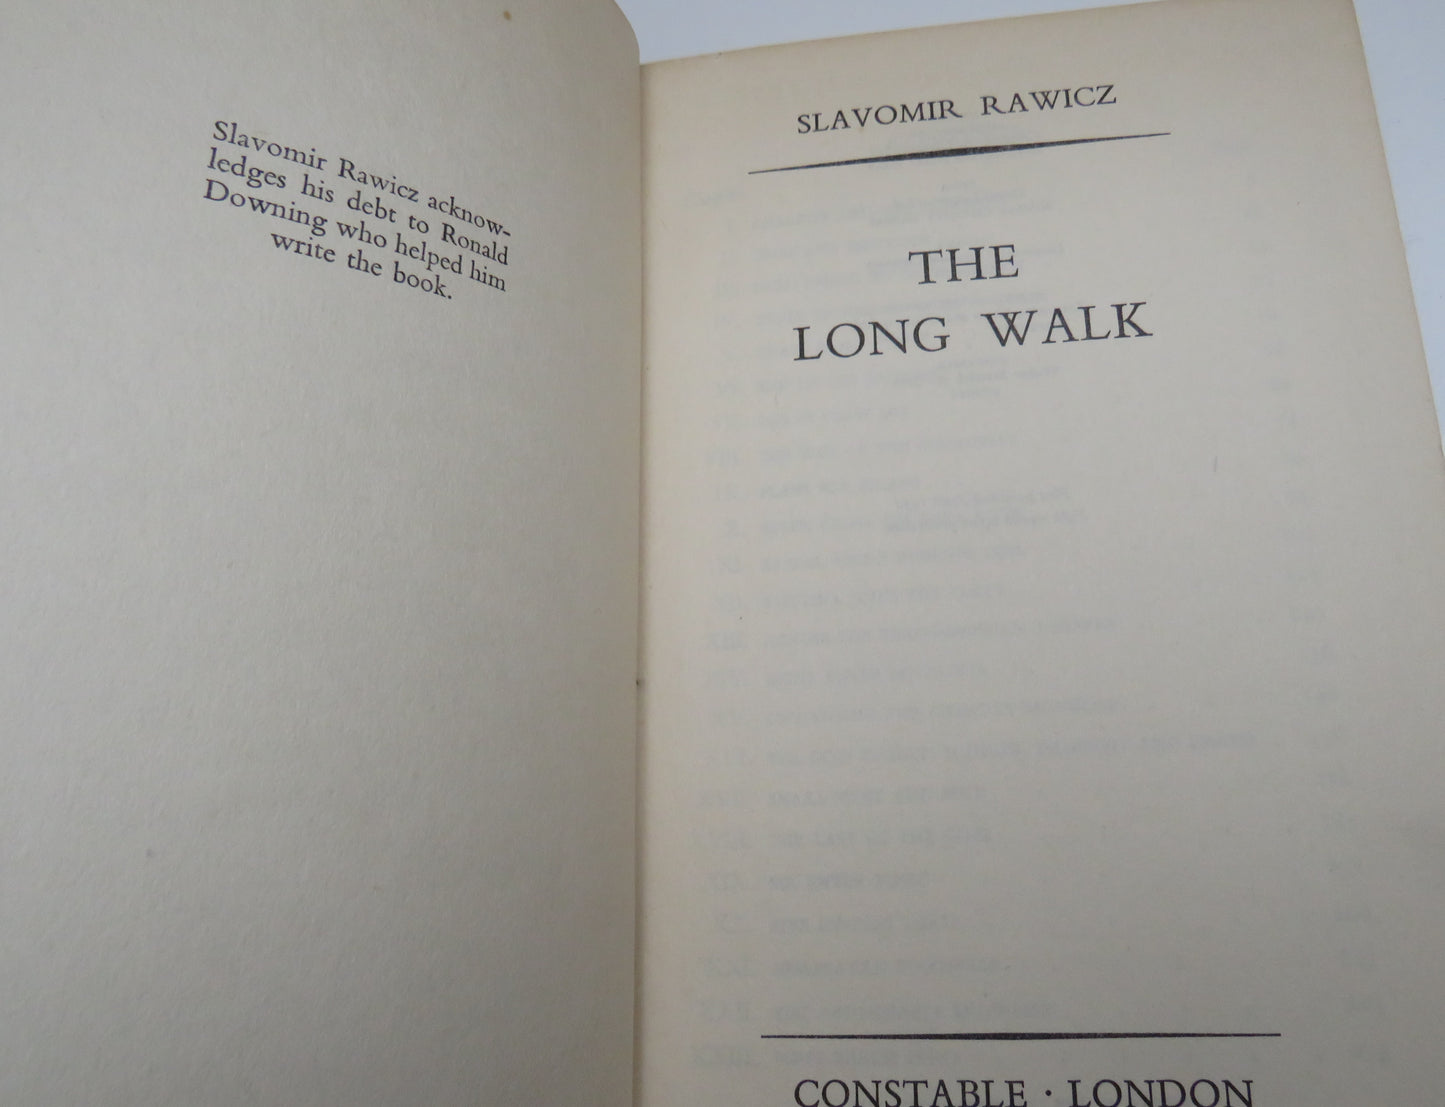 Slavomir Rawicz acknow-
ledges his debt to Ronald
Downing who helped him
write the book.
SLAVOMIR RAWICZ
THE
LONG WALK
CONSTABLE · LONDON